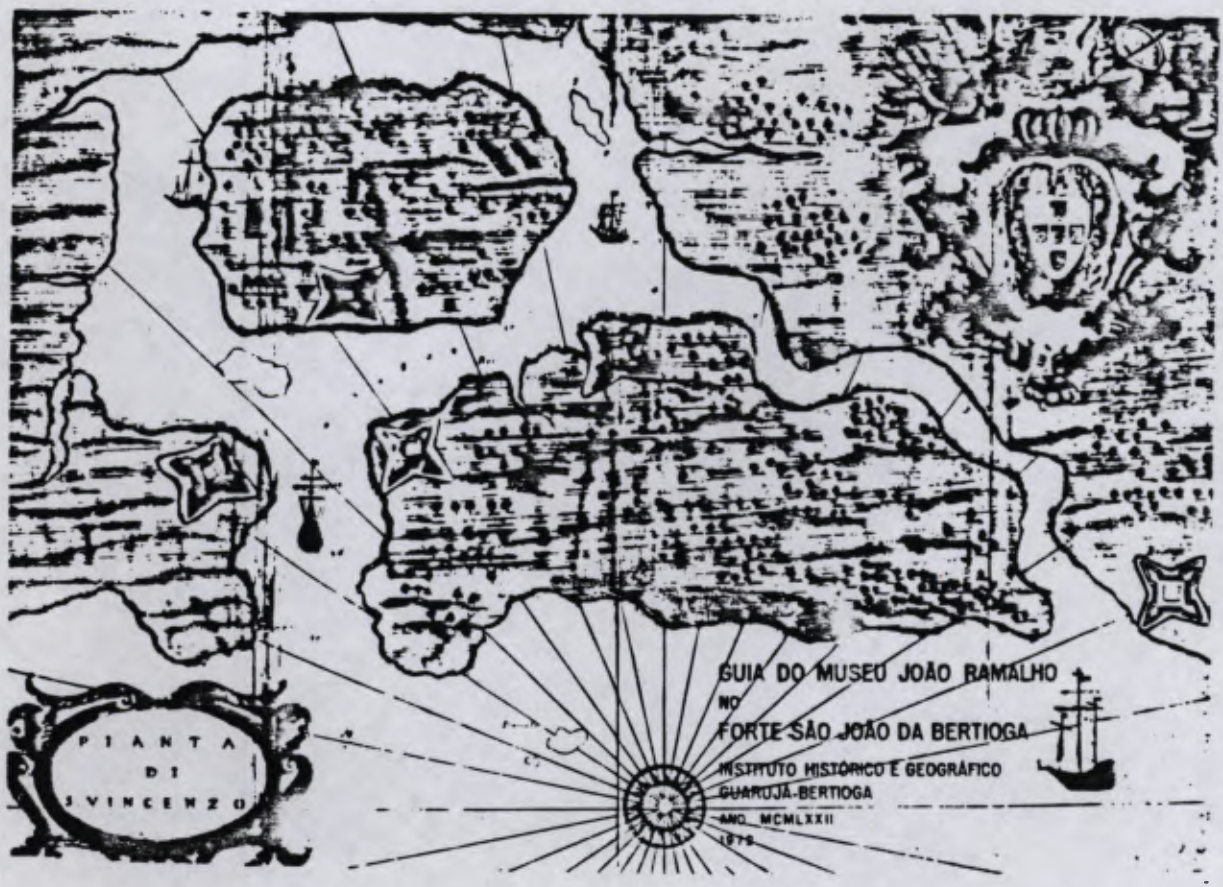 GUIA DO MUSEU JOÃO RAMALHO
NO
FORTE SÃO JOÃO DA BERTIOGA
INSTITUTO HISTÓRICO E GEOGRÁFICO
GUARUJÁ-BERTIOGA
ANO MCMLXXII
1972
PIANTA
DI
S VINCENZO